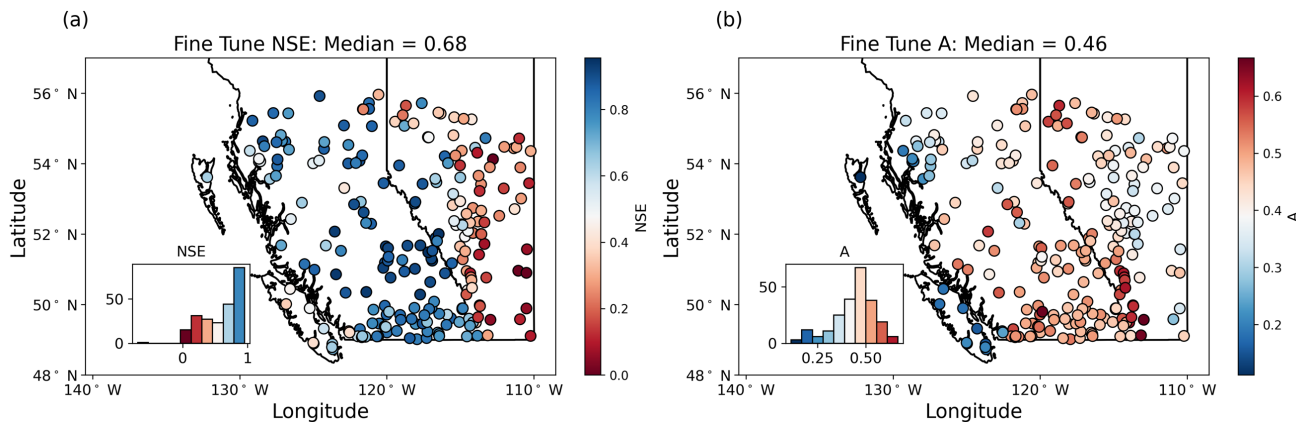 (a)
Fine Tune NSE: Median = 0.68
56° N
54° N
52° N
50° N
48° N
Latitude
140° W
130° W
120° W
110° W
Longitude
NSE
50
0
0
1
0.8
0.6
0.4
0.2
0.0
NSE
(b)
Fine Tune A: Median = 0.46
56° N
54° N
52° N
50° N
48° N
Latitude
140° W
130° W
120° W
110° W
Longitude
A
50
0
0.25
0.50
0.6
0.5
0.4
0.3
0.2
A